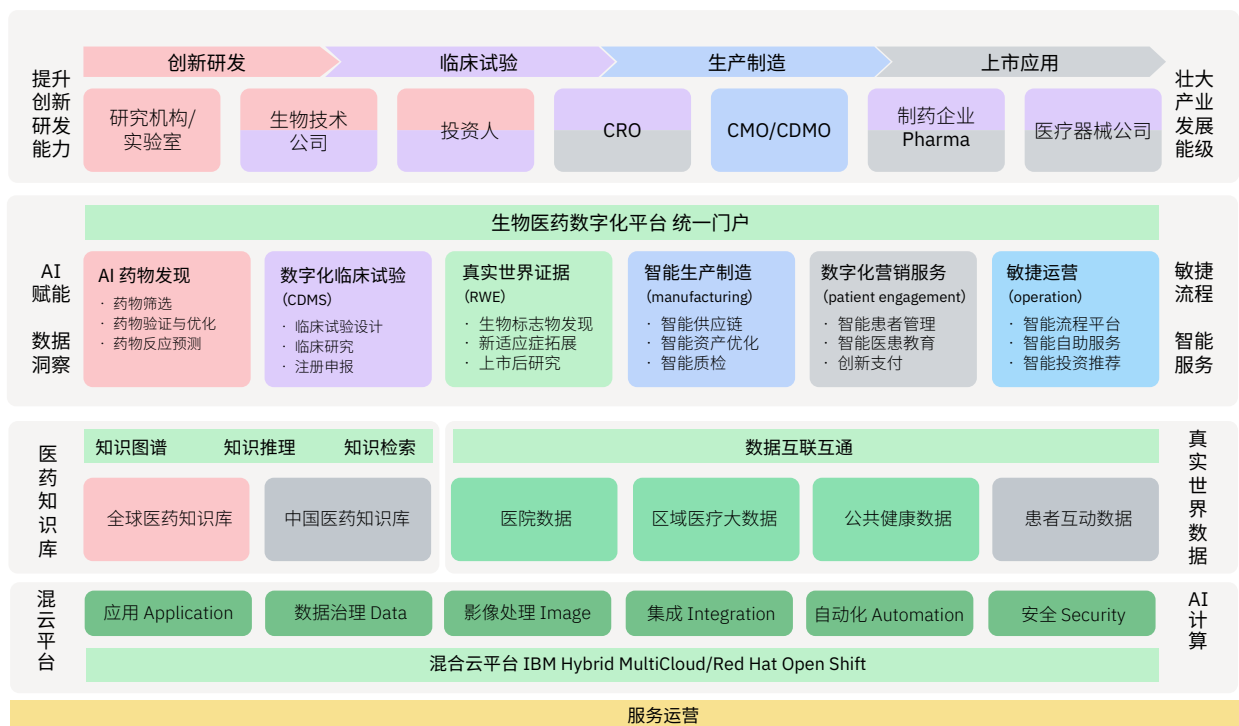 提升
创新
研发
能力
创新研发
临床试验
生产制造
上市应用
研究机构/
实验室
生物技术
公司
投资人
CRO
CMO/CDMO
制药企业
Pharma
医疗器械公司
壮大
产业
发展
能级
AI
赋能
数据
洞察
生物医药数字化平台 统一门户
AI 药物发现
· 药物筛选
· 药物验证与优化
· 药物反应预测
数字化临床试验
(CDMS)
· 临床试验设计
· 临床研究
· 注册申报
真实世界证据
(RWE)
· 生物标志物发现
· 新适应症拓展
· 上市后研究
智能生产制造
(manufacturing)
· 智能供应链
· 智能资产优化
· 智能质检
数字化营销服务
(patient engagement)
· 智能患者管理
· 智能医患教育
· 创新支付
敏捷运营
(operation)
· 智能流程平台
· 智能自助服务
· 智能投资推荐
敏捷
流程
智能
服务
医药知识库
知识图谱 知识推理 知识检索
全球医药知识库
中国医药知识库
数据互联互通
医院数据
区域医疗大数据
公共健康数据
患者互动数据
真实世界数据
混云平台
应用 Application
数据治理 Data
影像处理 Image
集成 Integration
自动化 Automation
安全 Security
混合云平台 IBM Hybrid MultiCloud/Red Hat Open Shift
AI计算
服务运营